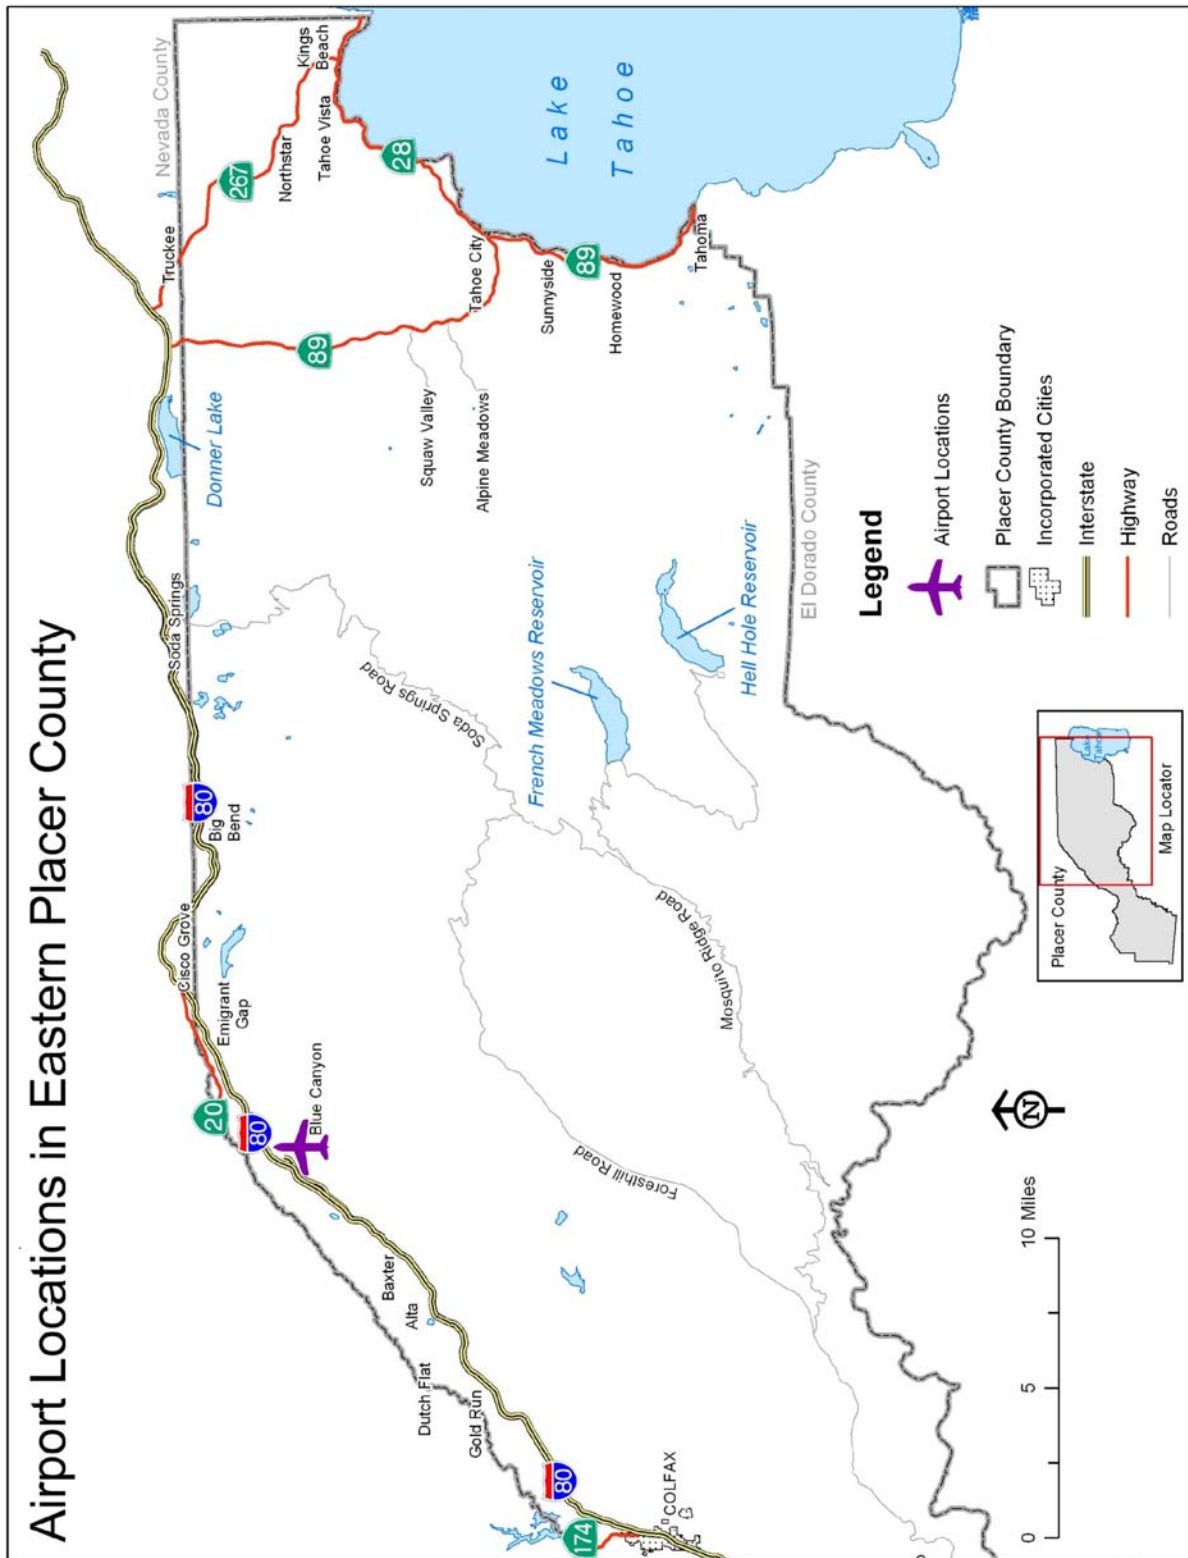 Airport Locations in Eastern Placer County
Nevada County
Truckee
267
Northstar
Kings
Beach
Tahoe Vista
28
Lake
Tahoe
Donner Lake
Soda Springs
80
Big
Bend
Cisco Grove
Emigrant
Gap
20
80
Blue Canyon
89
Squaw Valley
Alpine Meadows
Tahoe City
Sunnyside
89
Homewood
Tahoma
Soda Springs Road
French Meadows Reservoir
Hell Hole Reservoir
El Dorado County
Baxter
Alta
Dutch Flat
Gold Run
Foresthill Road
Mosquito Ridge Road
80
174
COLFAX
0
5
10 Miles
N
Placer County
Lake
Tahoe
Map Locator
Legend
Airport Locations
Placer County Boundary
Incorporated Cities
Interstate
Highway
Roads